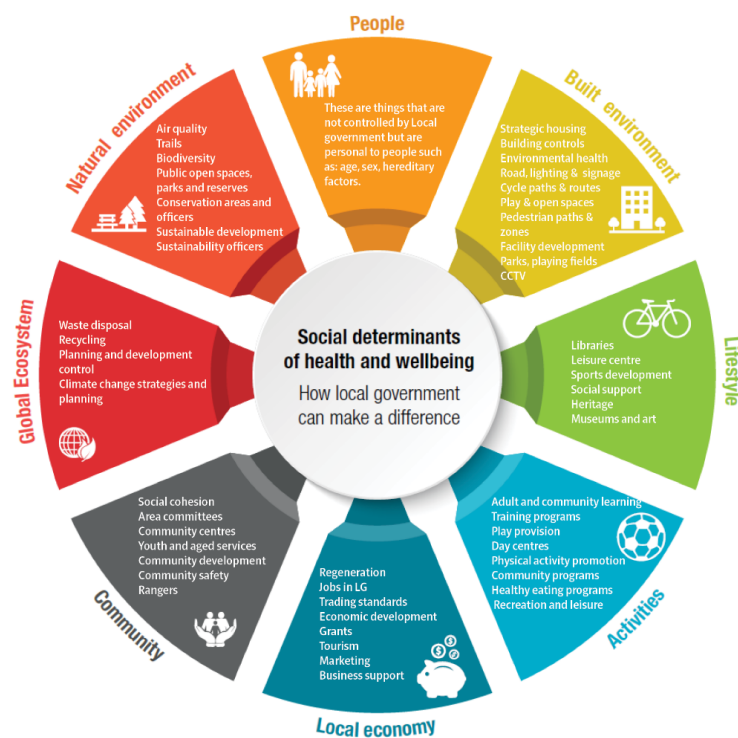 People
These are things that are
not controlled by Local
government but are
personal to people such
as: age, sex, hereditary
factors.
Built environment
Strategic housing
Building controls
Environmental health
Road, lighting & signage
Cycle paths & routes
Play & open spaces
Pedestrian paths &
zones
Facility development
Parks, playing fields
CCTV
Lifestyle
Libraries
Leisure centre
Sports development
Social support
Heritage
Museums and art
Activities
Adult and community learning
Training programs
Play provision
Day centres
Physical activity promotion
Community programs
Healthy eating programs
Recreation and leisure
Local economy
Regeneration
Jobs in LG
Trading standards
Economic development
Grants
Tourism
Marketing
Business support
$
$
$
Community
Social cohesion
Area committees
Community centres
Youth and aged services
Community development
Community safety
Rangers
Global Ecosystem
Waste disposal
Recycling
Planning and development
control
Climate change strategies and
planning
Natural environment
Air quality
Trails
Biodiversity
Public open spaces,
parks and reserves
Conservation areas and
officers
Sustainable development
Sustainability officers
Social determinants
of health and wellbeing
How local government
can make a difference